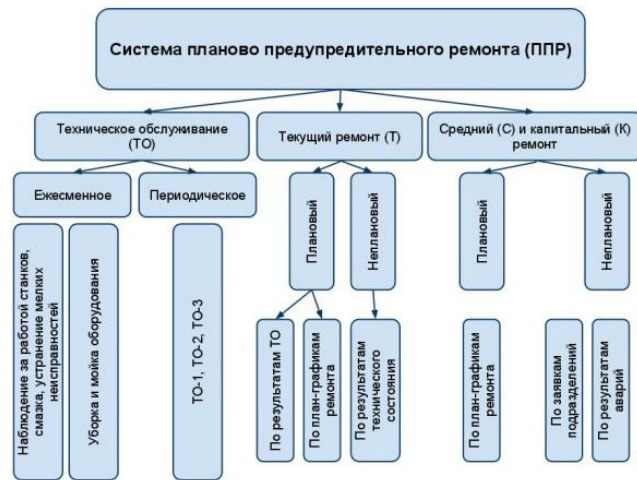 Система планово предупредительного ремонта (ППР)
Техническое обслуживание
(ТО)
Текущий ремонт (Т)
Средний (С) и капитальный (К)
ремонт
Ежесменное
Периодическое
Плановый
Неплановый
Плановый
Неплановый
Наблюдение за работой станков,
смазка, устранение мелких
неисправностей
Уборка и мойка оборудования
ТО-1, ТО-2, ТО-3
По результатам ТО
По план-графикам
ремонта
По результатам
технического
состояния
По план-графикам
ремонта
По заявкам
подразделений
По результатам
аварий